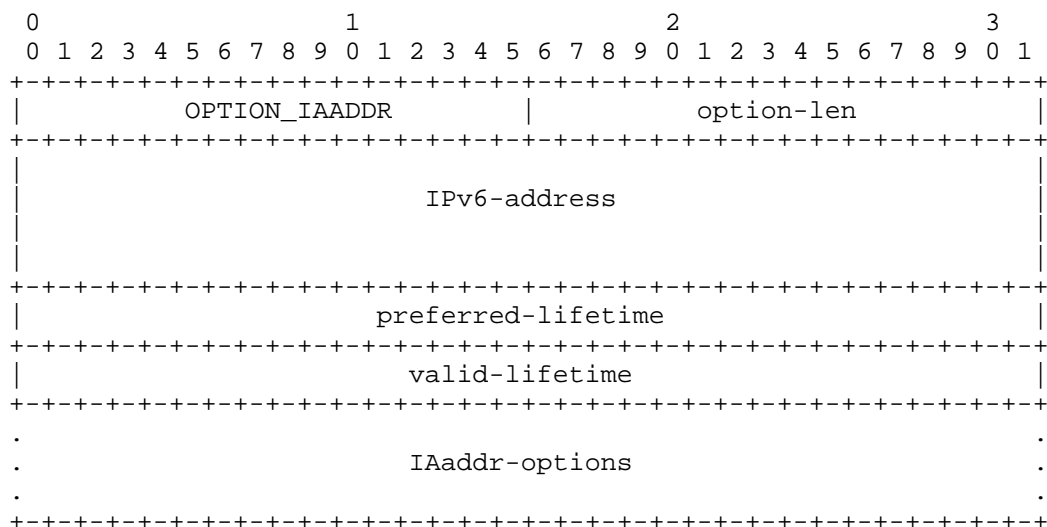 0                   1                   2                   3
 0 1 2 3 4 5 6 7 8 9 0 1 2 3 4 5 6 7 8 9 0 1 2 3 4 5 6 7 8 9 0 1
+-+-+-+-+-+-+-+-+-+-+-+-+-+-+-+-+-+-+-+-+-+-+-+-+-+-+-+-+-+-+-+-+
|          OPTION_IAADDR        |          option-len           |
+-+-+-+-+-+-+-+-+-+-+-+-+-+-+-+-+-+-+-+-+-+-+-+-+-+-+-+-+-+-+-+-+
|                                                               |
|                         IPv6-address                          |
|                                                               |
|                                                               |
+-+-+-+-+-+-+-+-+-+-+-+-+-+-+-+-+-+-+-+-+-+-+-+-+-+-+-+-+-+-+-+-+
|                      preferred-lifetime                       |
+-+-+-+-+-+-+-+-+-+-+-+-+-+-+-+-+-+-+-+-+-+-+-+-+-+-+-+-+-+-+-+-+
|                        valid-lifetime                         |
+-+-+-+-+-+-+-+-+-+-+-+-+-+-+-+-+-+-+-+-+-+-+-+-+-+-+-+-+-+-+-+-+
.                                                               .
.                        IAaddr-options                         .
.                                                               .
+-+-+-+-+-+-+-+-+-+-+-+-+-+-+-+-+-+-+-+-+-+-+-+-+-+-+-+-+-+-+-+-+